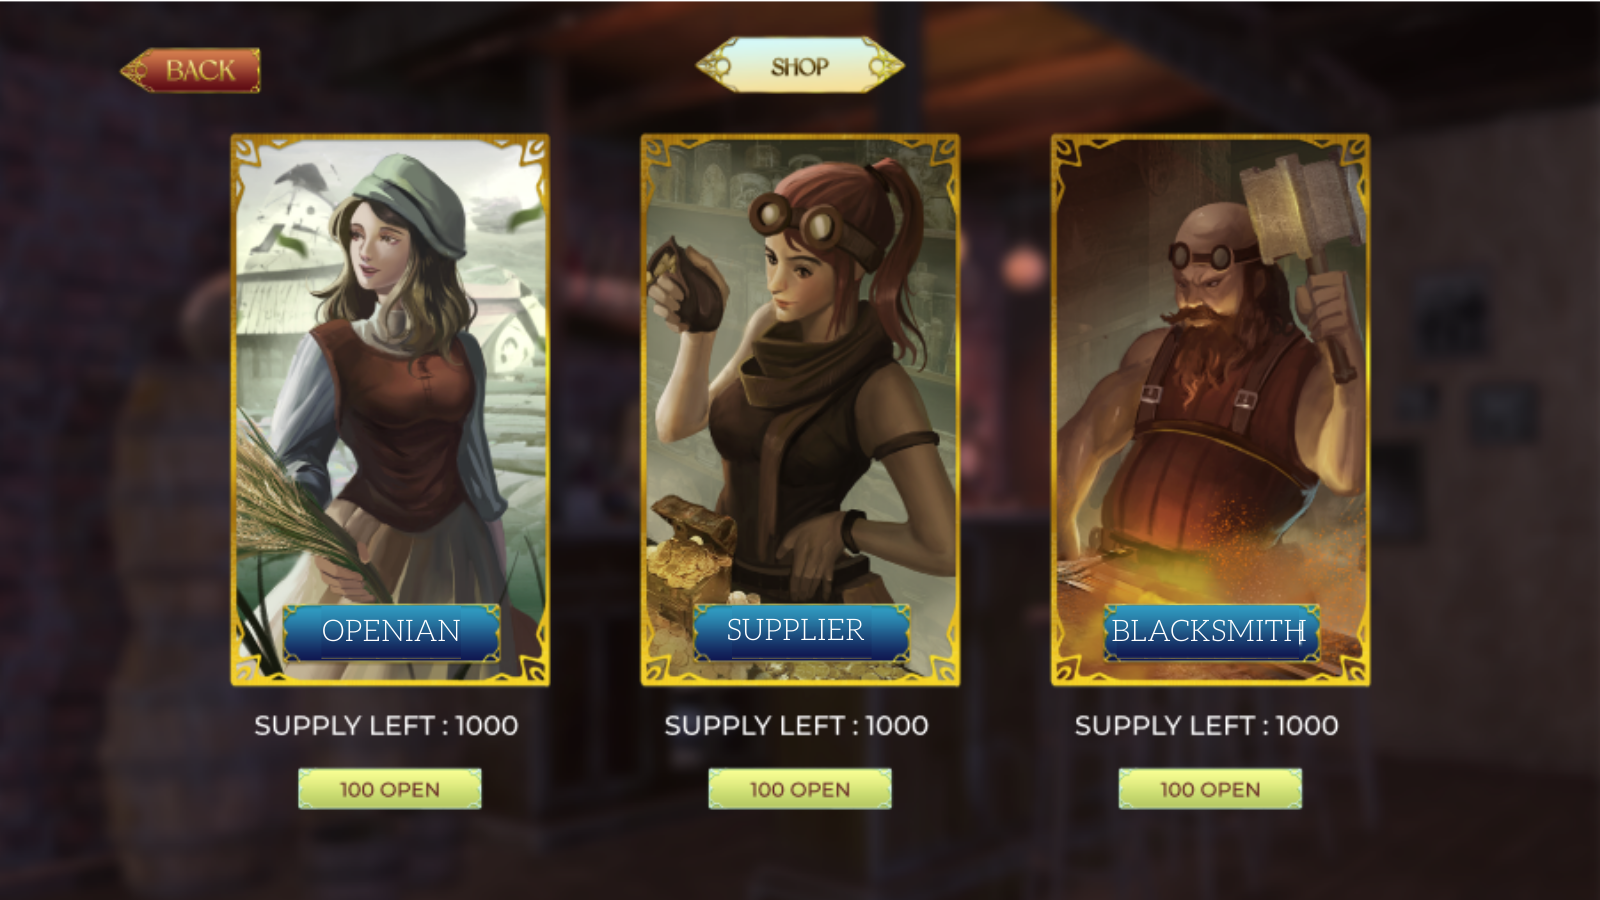 BACK
SHOP
OPENIAN
SUPPLIER
BLACKSMITH
SUPPLY LEFT : 1000
SUPPLY LEFT : 1000
SUPPLY LEFT : 1000
100 OPEN
100 OPEN
100 OPEN